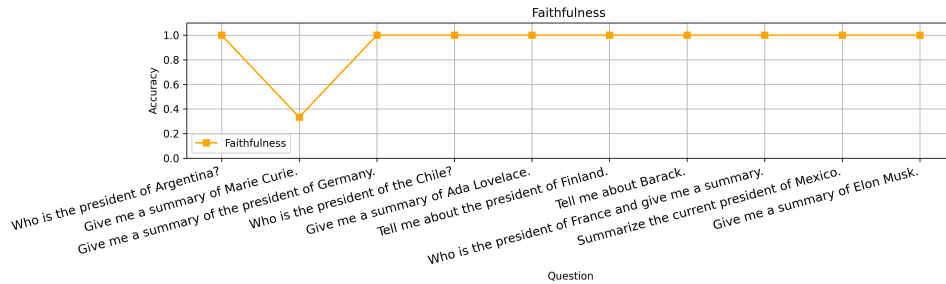 Faithfulness
Accuracy
1.0
0.8
0.6
0.4
0.2
0.0
Faithfulness
Who is the president of Argentina?
Give me a summary of Marie Curie.
Give me a summary of the president of Germany.
Who is the president of the Chile?
Give me a summary of Ada Lovelace.
Tell me about the president of Finland.
Tell me about Barack.
Who is the president of France and give me a summary.
Summarize the current president of Mexico.
Give me a summary of Elon Musk.
Question